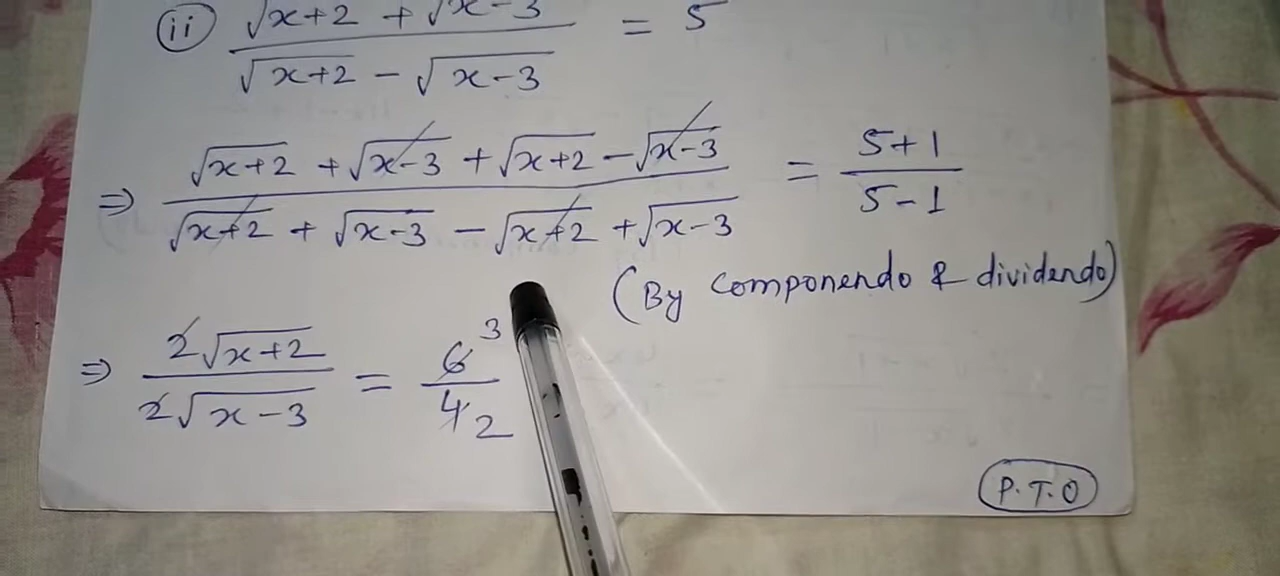 (ii) (√(x+2) + √(x-3)) / (√(x+2) - √(x-3)) = 5
⇒ (√(x+2) + √(x-3) + √(x+2) - √(x-3)) / (√(x+2) + √(x-3) - √(x+2) + √(x-3)) = (5+1) / (5-1)
(By componendo & dividendo)
⇒ 2√(x+2) / 2√(x-3) = 6 3 / 4 2
P.T.O